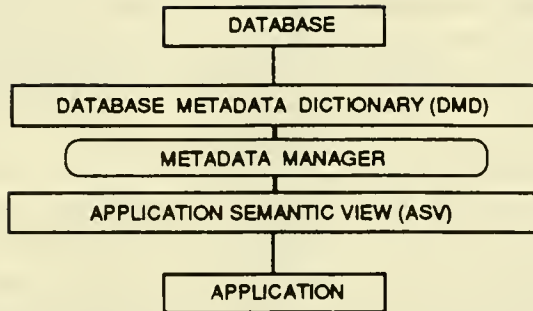 DATABASE
DATABASE METADATA DICTIONARY (DMD)
METADATA MANAGER
APPLICATION SEMANTIC VIEW (ASV)
APPLICATION